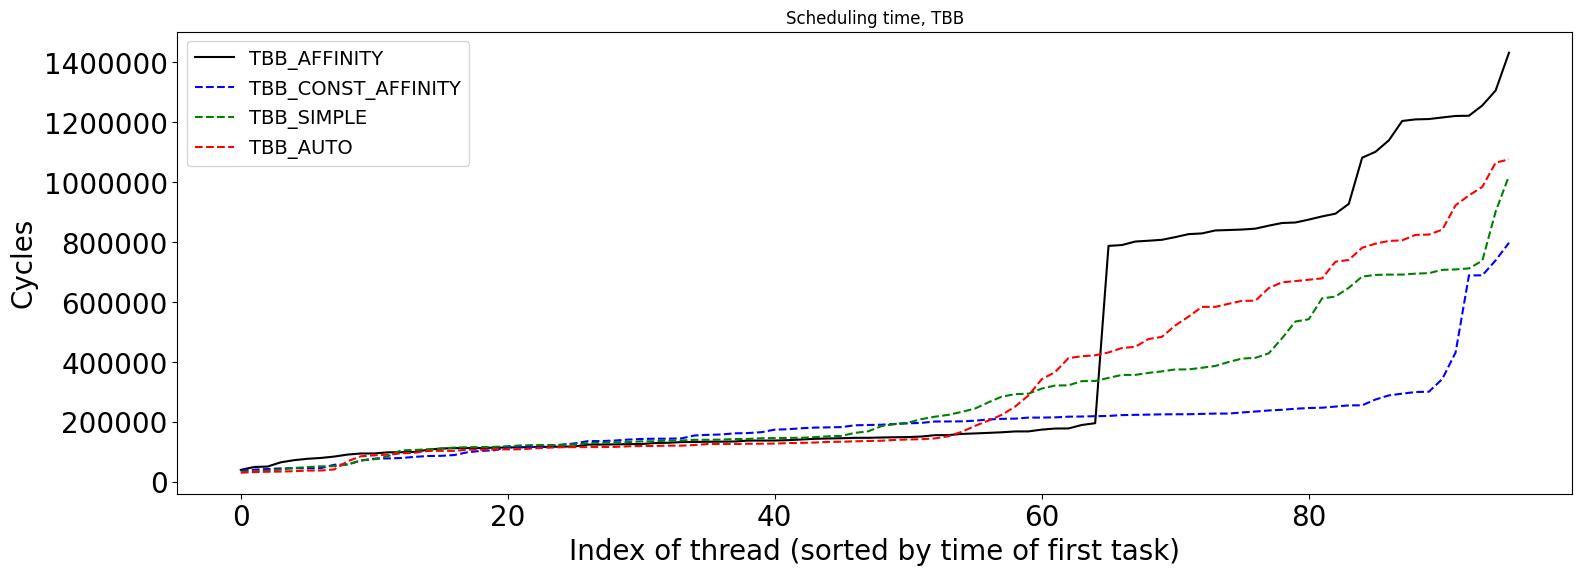 Scheduling time, TBB
TBB_AFFINITY
TBB_CONST_AFFINITY
TBB_SIMPLE
TBB_AUTO
Cycles
1400000
1200000
1000000
800000
600000
400000
200000
0
0 20 40 60 80
Index of thread (sorted by time of first task)